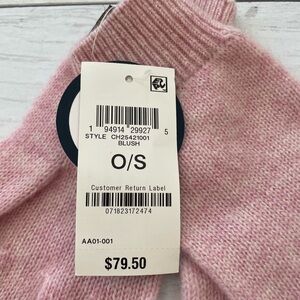 1 94914 29927 5
STYLE CH25421001
BLUSH
O/S
Customer Return Label
071823172474
AA01-001
$79.50